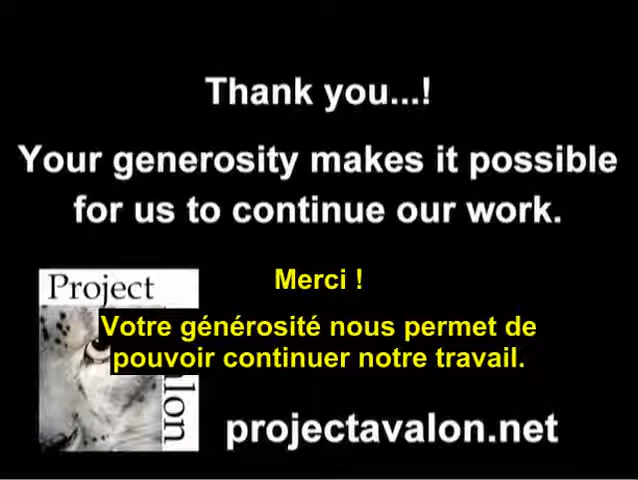 Thank you...!
Your generosity makes it possible
for us to continue our work.
Project
Merci !
Votre générosité nous permet de
pouvoir continuer notre travail.
alon
projectavalon.net